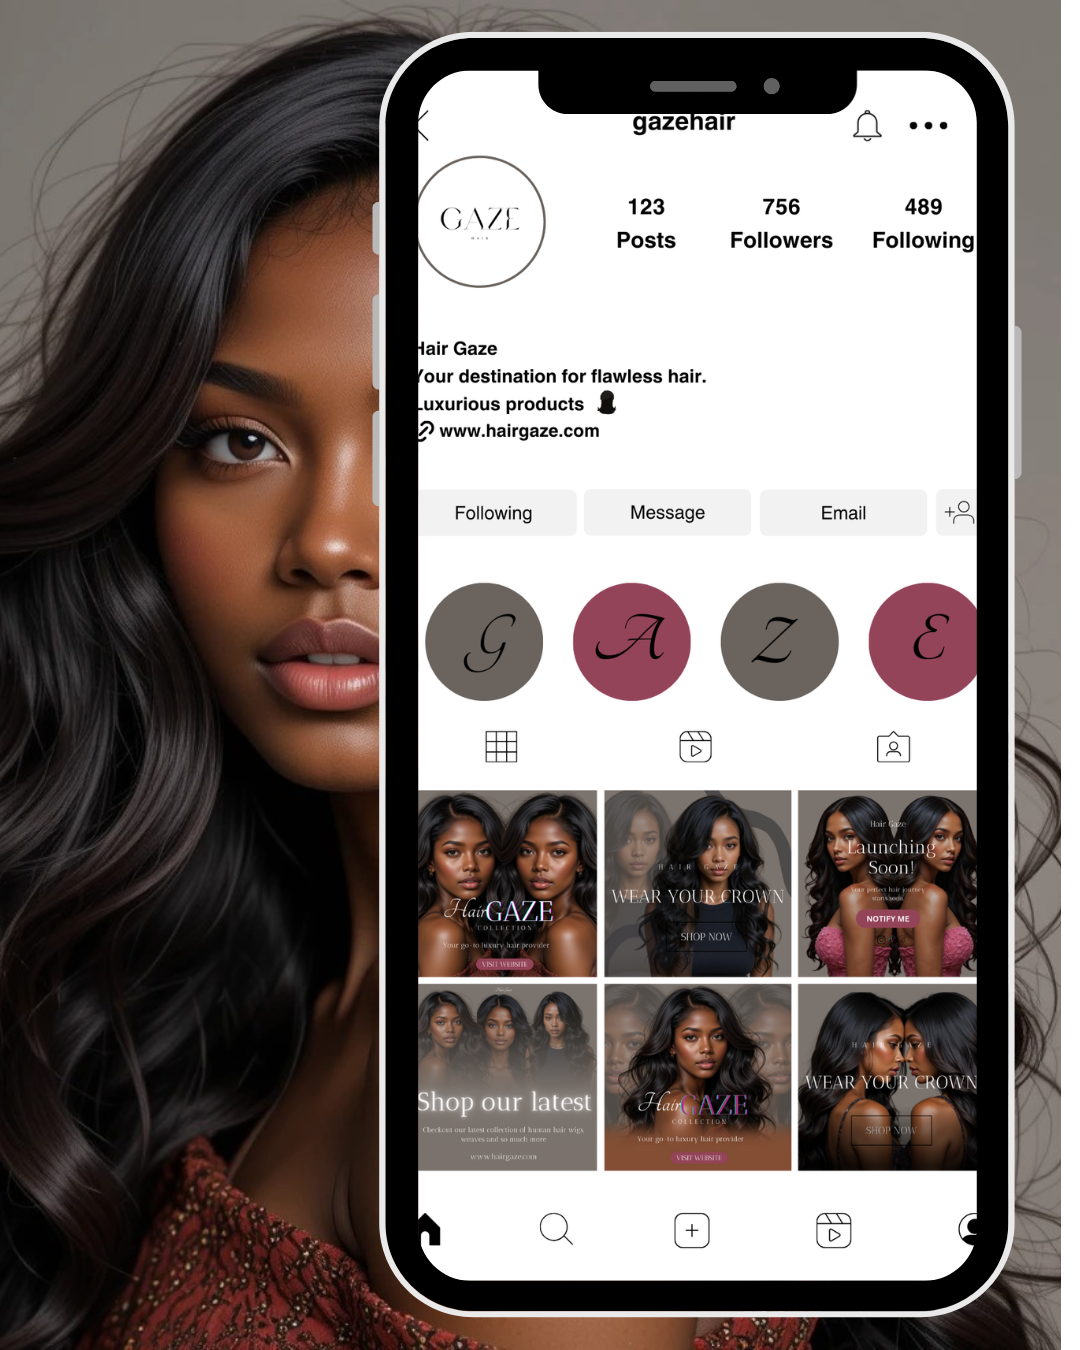 gazehair
GAZE
HAIR
123 756 489
Posts Followers Following
Hair Gaze
Your destination for flawless hair.
Luxurious products
www.hairgaze.com
Following Message Email
G A Z E
Hair GAZE
COLLECTION
Your go-to luxury hair provider
VISIT WEBSITE
HAIR GAZE
WEAR YOUR CROWN
SHOP NOW
Hair Gaze
Launching
Soon!
Your perfect hair journey
starts soon.
NOTIFY ME
Shop our latest
Checkout our latest collection of human hair wigs,
weaves and so much more
www.hairgaze.com
Hair GAZE
COLLECTION
Your go-to luxury hair provider
VISIT WEBSITE
HAIR GAZE
WEAR YOUR CROWN
SHOP NOW